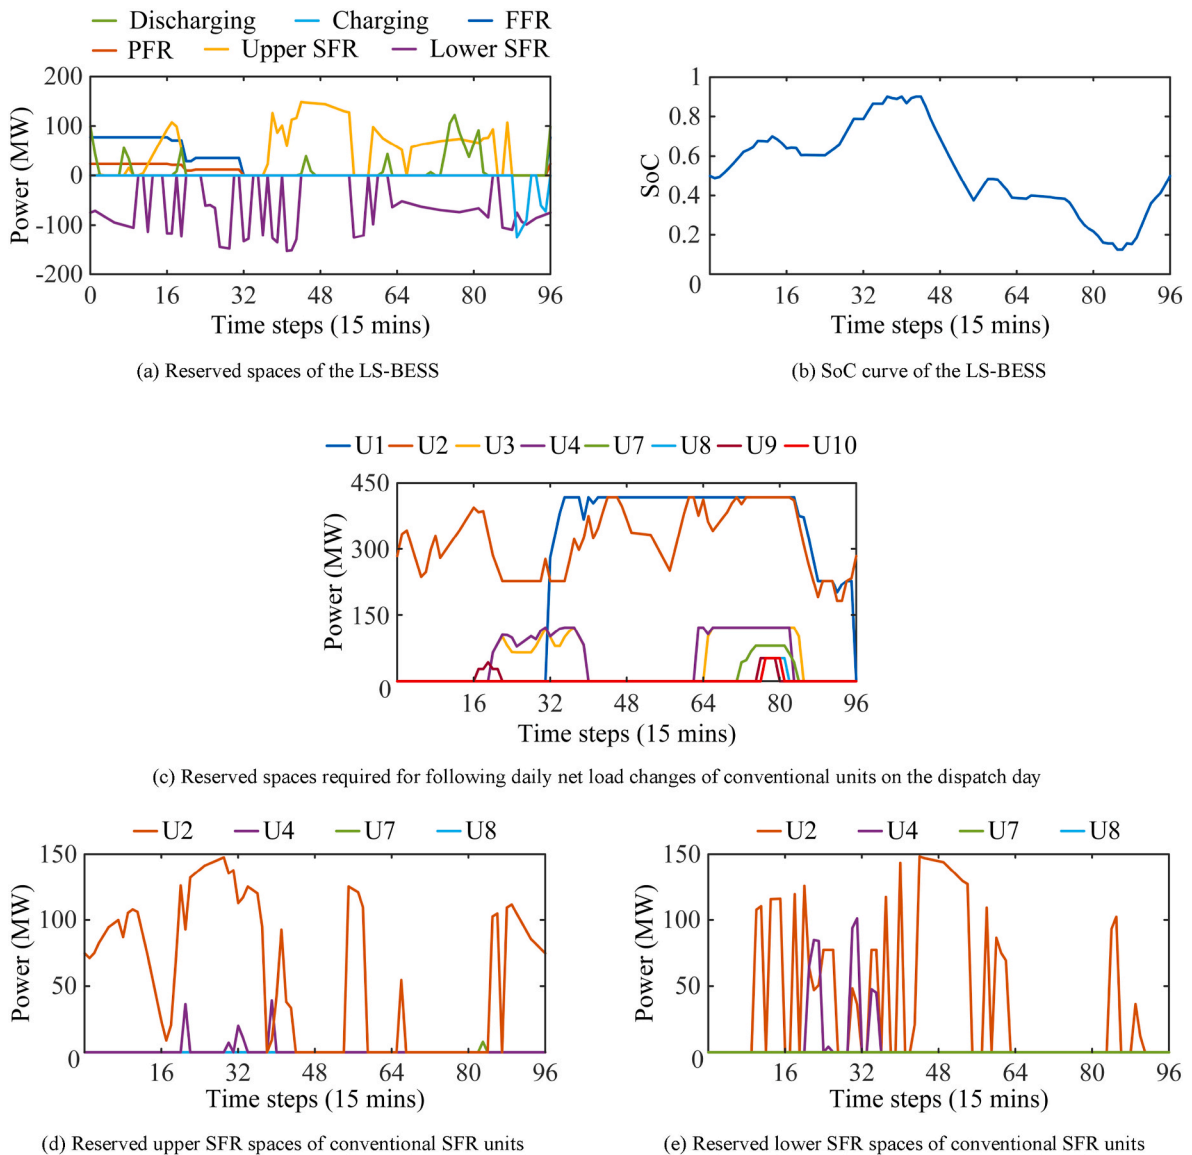 Discharging Charging FFR
PFR Upper SFR Lower SFR
Power (MW)
200
100
0
-100
-200
0 16 32 48 64 80 96
Time steps (15 mins)
(a) Reserved spaces of the LS-BESS
SoC
1
0.8
0.6
0.4
0.2
0
16 32 48 64 80 96
Time steps (15 mins)
(b) SoC curve of the LS-BESS
U1 U2 U3 U4 U7 U8 U9 U10
Power (MW)
450
300
150
0
16 32 48 64 80 96
Time steps (15 mins)
(c) Reserved spaces required for following daily net load changes of conventional units on the dispatch day
U2 U4 U7 U8
Power (MW)
150
100
50
0
16 32 48 64 80 96
Time steps (15 mins)
(d) Reserved upper SFR spaces of conventional SFR units
U2 U4 U7 U8
Power (MW)
150
100
50
0
16 32 48 64 80 96
Time steps (15 mins)
(e) Reserved lower SFR spaces of conventional SFR units